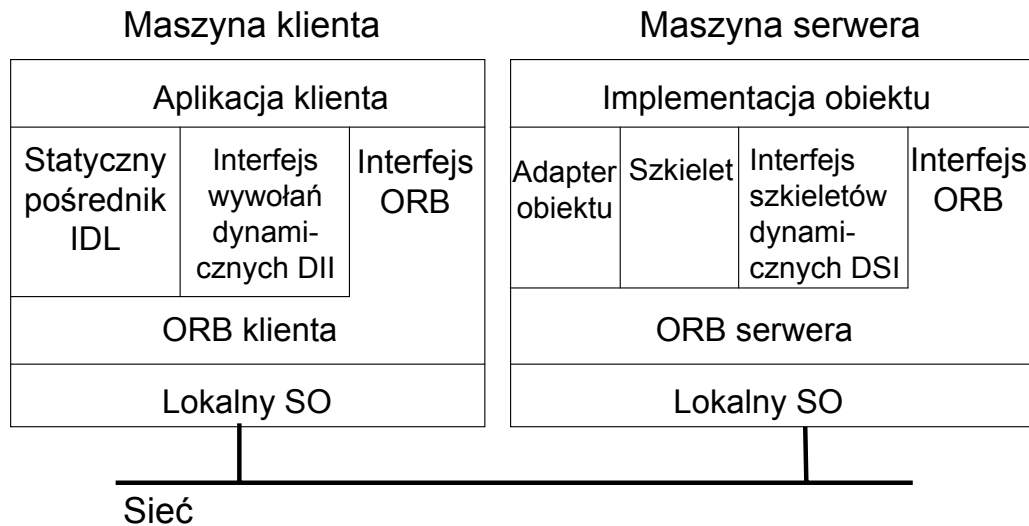 Maszyna klienta
Maszyna serwera
Aplikacja klienta
Statyczny
pośrednik
IDL
Interfejs
wywołań
dynami-
cznych DII
Interfejs
ORB
ORB klienta
Lokalny SO
Implementacja obiektu
Adapter
obiektu
Szkielet
Interfejs
szkieletów
dynami-
cznych DSI
Interfejs
ORB
ORB serwera
Lokalny SO
Sieć